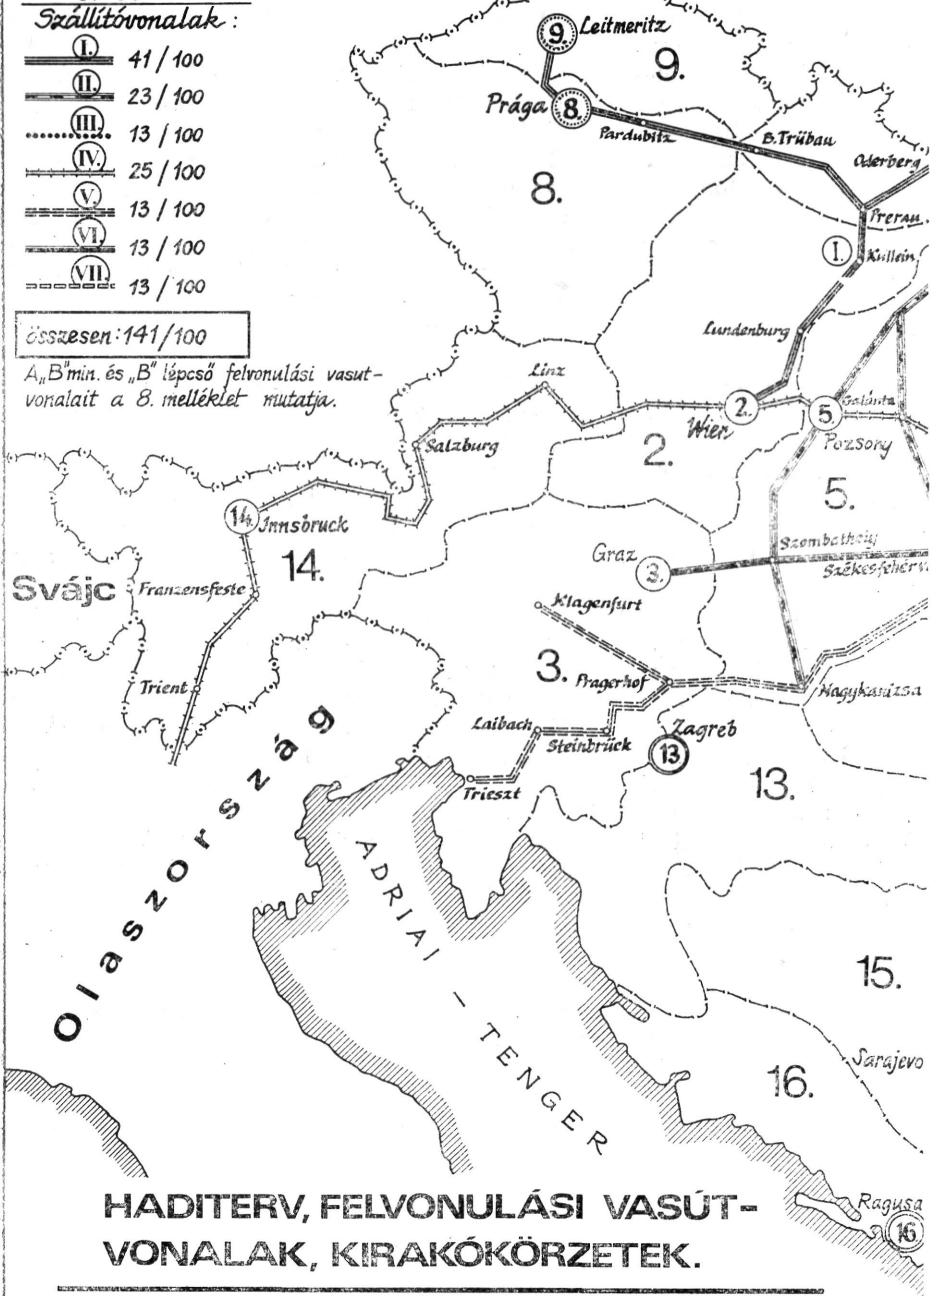 Szállítóvonalak:
I. 41/100
II. 23/100
III. 13/100
IV. 25/100
V. 13/100
VI. 13/100
VII. 13/100
összesen: 141/100
A „B"min. és „B" lépcső felvonulási vasut-
vonalait a 8. melléklet mutatja.
9. Leitmeritz
9.
Prága 8.
Pardubitz
B. Trübau
Oderberg
8.
Prerau
I. Kullein
Lundenburg
Linz
2.
Wien
5. Galánta
Pozsony
Salzburg
2.
5.
14. Innsbruck
14.
Graz 3.
Szombathely
Svájc
Franzensfeste
Klagenfurt
3.
Pragerhof
Trient
Nagykanizsa
Laibach
Steinbrück
Zagreb
13
Trieszt
13.
Olaszország
ADRIAI - TENGER
15.
16.
Sarajevo
Ragusa
16
HADITERV, FELVONULÁSI VASÚT-
VONALAK, KIRAKÓKÖRZETEK.